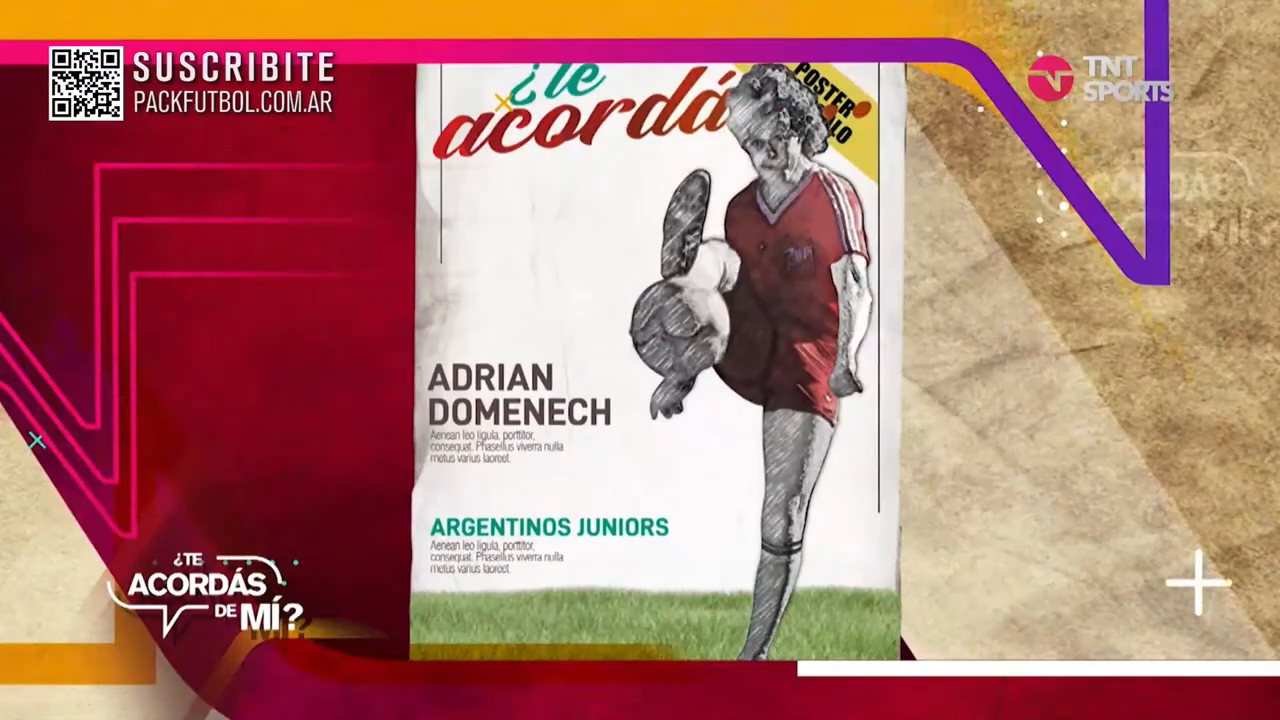 SUSCRIBITE
PACKFUTBOL.COM.AR
TNT
SPORTS
¿te
acordá
POSTER
ADRIAN
DOMENECH
Aenean leo ligula, porttitor,
consequat. Phasellus viverra nulla
metus varius laoreet.
ARGENTINOS JUNIORS
Aenean leo ligula, porttitor,
consequat. Phasellus viverra nulla
metus varius laoreet.
¿TE
ACORDÁS
DE MÍ?